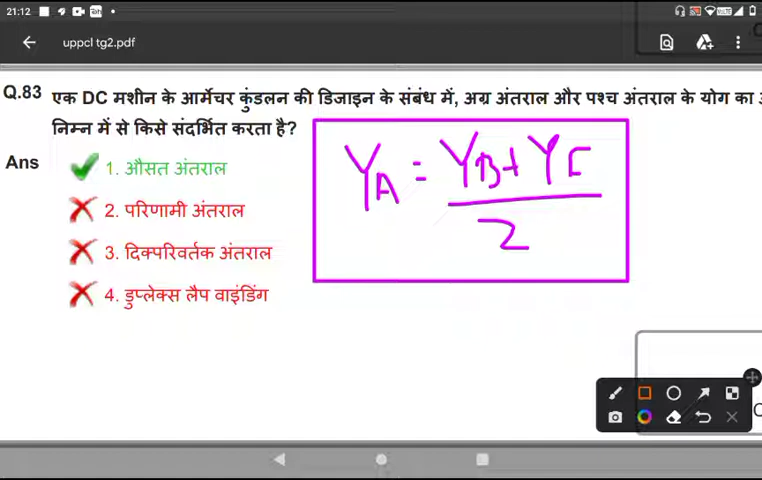 21:12
uppcl tg2.pdf
Q.83 एक DC मशीन के आर्मेचर कुंडलन की डिजाइन के संबंध में, अग्र अंतराल और पश्च अंतराल के योग का
निम्न में से किसे संदर्भित करता है?
Ans 1. औसत अंतराल
2. परिणामी अंतराल
3. दिक्परिवर्तक अंतराल
4. डुप्लेक्स लैप वाइंडिंग
YA = YB + YF
2